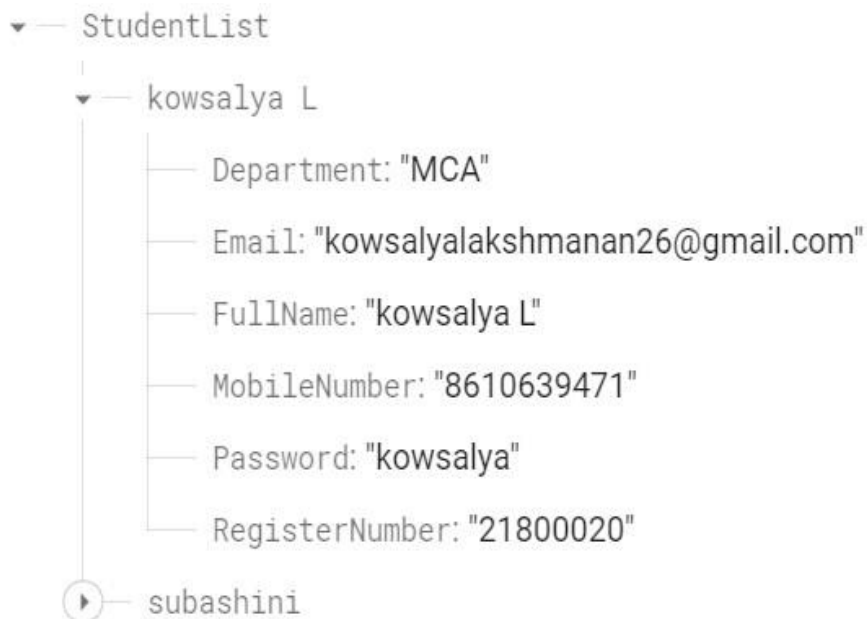 StudentList
kowsalya L
Department: "MCA"
Email: "kowsalyalakshmanan26@gmail.com"
FullName: "kowsalya L"
MobileNumber: "8610639471"
Password: "kowsalya"
RegisterNumber: "21800020"
subashini